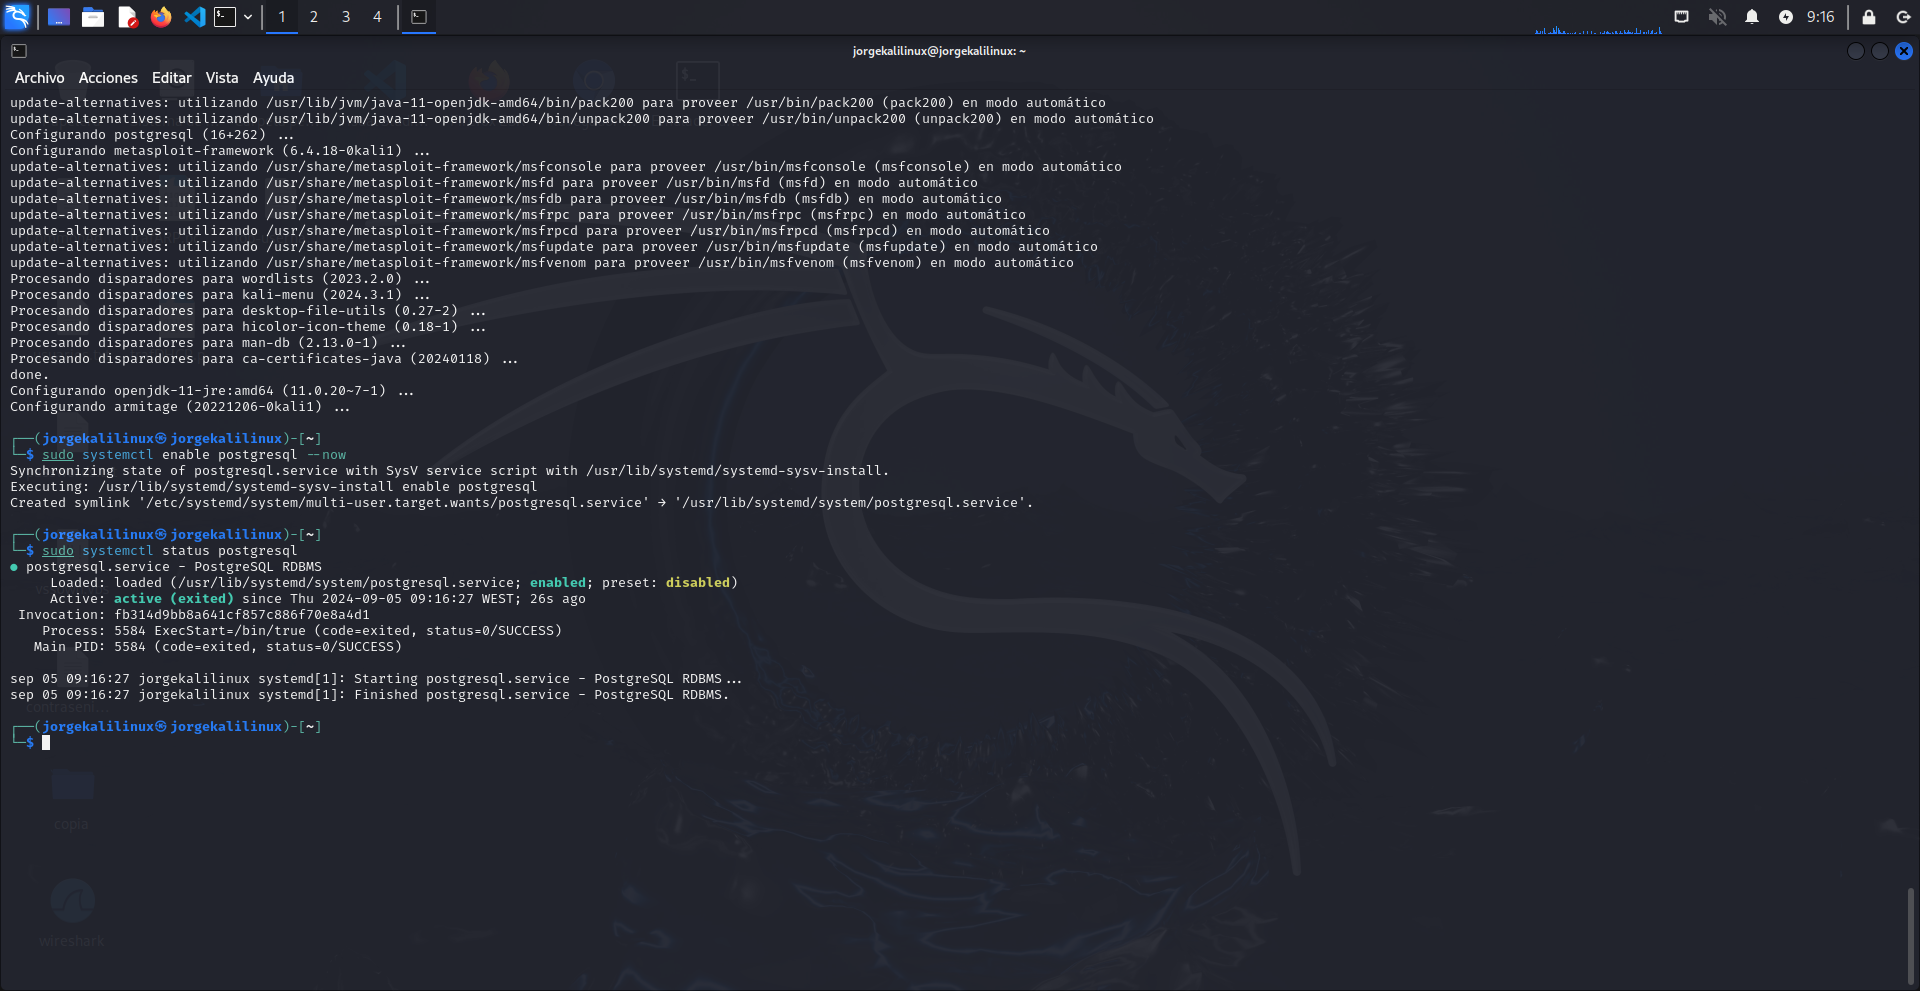 1 2 3 4
9:16
jorgekalilinux@jorgekalilinux: ~
Archivo Acciones Editar Vista Ayuda
update-alternatives: utilizando /usr/lib/jvm/java-11-openjdk-amd64/bin/pack200 para proveer /usr/bin/pack200 (pack200) en modo automático
update-alternatives: utilizando /usr/lib/jvm/java-11-openjdk-amd64/bin/unpack200 para proveer /usr/bin/unpack200 (unpack200) en modo automático
Configurando postgresql (16+262) ...
Configurando metasploit-framework (6.4.18-0kali1) ...
update-alternatives: utilizando /usr/share/metasploit-framework/msfconsole para proveer /usr/bin/msfconsole (msfconsole) en modo automático
update-alternatives: utilizando /usr/share/metasploit-framework/msfd para proveer /usr/bin/msfd (msfd) en modo automático
update-alternatives: utilizando /usr/share/metasploit-framework/msfdb para proveer /usr/bin/msfdb (msfdb) en modo automático
update-alternatives: utilizando /usr/share/metasploit-framework/msfrpc para proveer /usr/bin/msfrpc (msfrpc) en modo automático
update-alternatives: utilizando /usr/share/metasploit-framework/msfrpcd para proveer /usr/bin/msfrpcd (msfrpcd) en modo automático
update-alternatives: utilizando /usr/share/metasploit-framework/msfupdate para proveer /usr/bin/msfupdate (msfupdate) en modo automático
update-alternatives: utilizando /usr/share/metasploit-framework/msfvenom para proveer /usr/bin/msfvenom (msfvenom) en modo automático
Procesando disparadores para wordlists (2023.2.0) ...
Procesando disparadores para kali-menu (2024.3.1) ...
Procesando disparadores para desktop-file-utils (0.27-2) ...
Procesando disparadores para hicolor-icon-theme (0.18-1) ...
Procesando disparadores para man-db (2.13.0-1) ...
Procesando disparadores para ca-certificates-java (20240118) ...
done.
Configurando openjdk-11-jre:amd64 (11.0.20~7-1) ...
Configurando armitage (20221206-0kali1) ...
┌──(jorgekalilinux㉿jorgekalilinux)-[~]
└─$ sudo systemctl enable postgresql --now
Synchronizing state of postgresql.service with SysV service script with /usr/lib/systemd/systemd-sysv-install.
Executing: /usr/lib/systemd/systemd-sysv-install enable postgresql
Created symlink '/etc/systemd/system/multi-user.target.wants/postgresql.service' → '/usr/lib/systemd/system/postgresql.service'.
┌──(jorgekalilinux㉿jorgekalilinux)-[~]
└─$ sudo systemctl status postgresql
● postgresql.service - PostgreSQL RDBMS
Loaded: loaded (/usr/lib/systemd/system/postgresql.service; enabled; preset: disabled)
Active: active (exited) since Thu 2024-09-05 09:16:27 WEST; 26s ago
Invocation: fb314d9bb8a641cf857c886f70e8a4d1
Process: 5584 ExecStart=/bin/true (code=exited, status=0/SUCCESS)
Main PID: 5584 (code=exited, status=0/SUCCESS)
sep 05 09:16:27 jorgekalilinux systemd[1]: Starting postgresql.service - PostgreSQL RDBMS...
sep 05 09:16:27 jorgekalilinux systemd[1]: Finished postgresql.service - PostgreSQL RDBMS.
contraseni...
┌──(jorgekalilinux㉿jorgekalilinux)-[~]
└─$
copia
wireshark